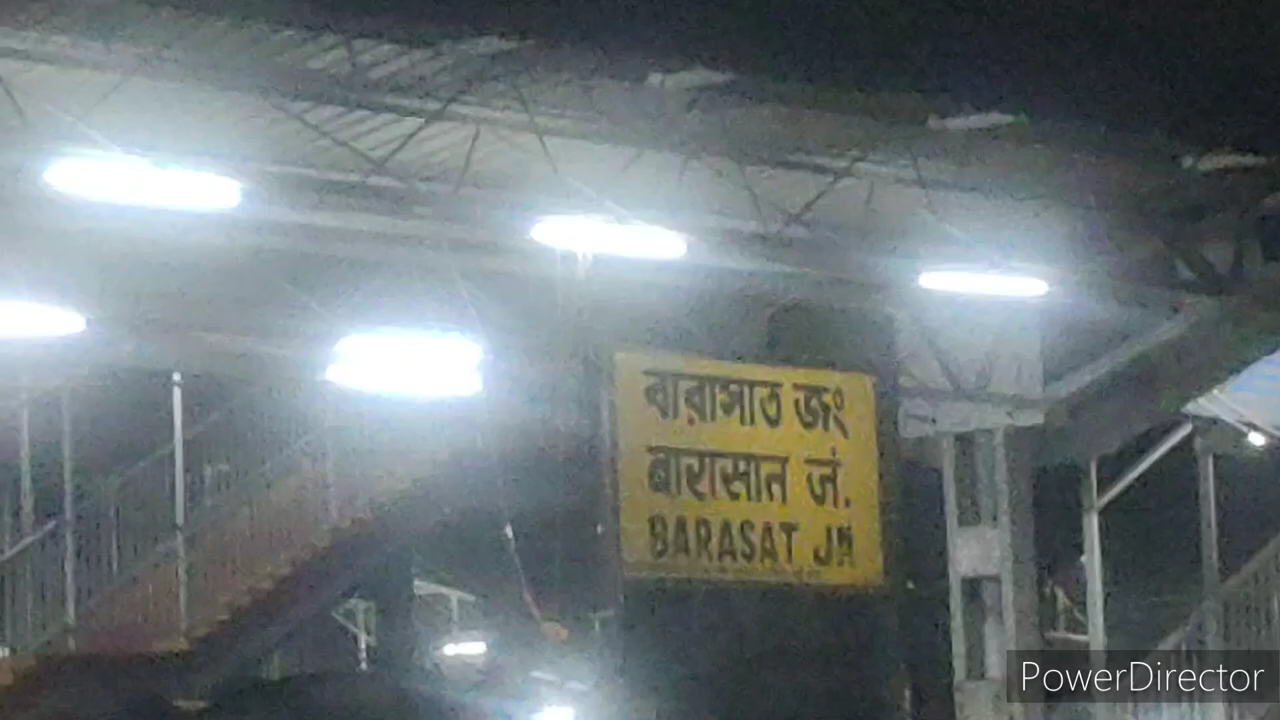 বারাসাত জং
बारासात जं.
BARASAT JN
PowerDirector